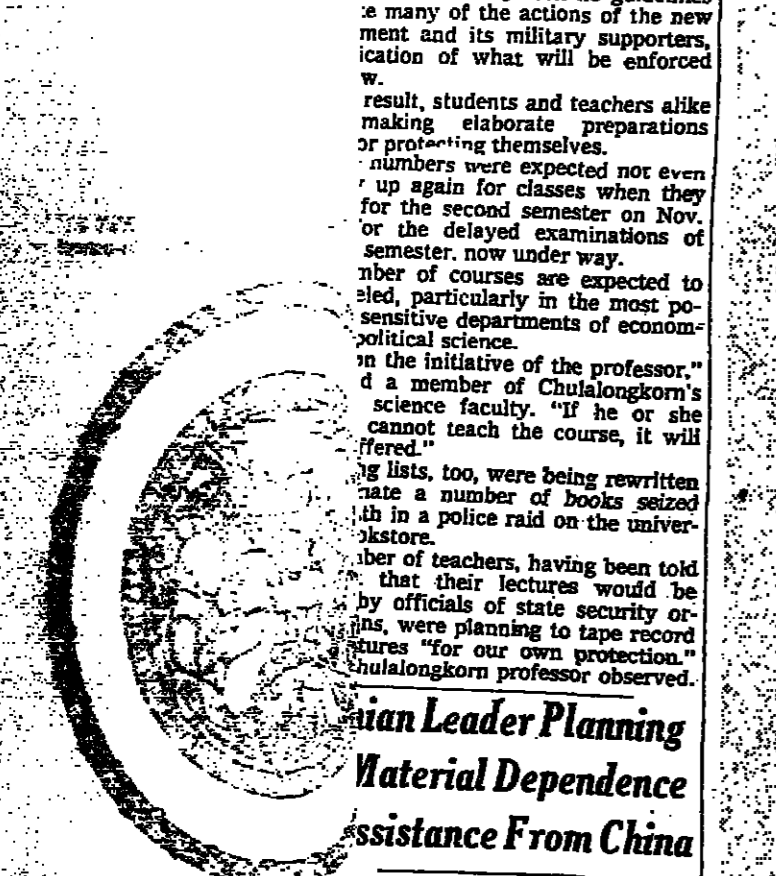 many of the actions of the new
ment and its military supporters,
ication of what will be enforced
w.
result, students and teachers alike
making elaborate preparations
or protecting themselves.
numbers were expected not even
up again for classes when they
for the second semester on Nov.
or the delayed examinations of
semester. now under way.
mber of courses are expected to
eled, particularly in the most po-
sensitive departments of econom-
political science.
on the initiative of the professor,"
d a member of Chulalongkorn's
science faculty. "If he or she
cannot teach the course, it will
ffered."
ng lists, too, were being rewritten
nate a number of books seized
th in a police raid on the univer-
okstore.
ber of teachers, having been told
that their lectures would be
by officials of state security or-
ins, were planning to tape record
tures "for our own protection."
hulalongkorn professor observed.
ian Leader Planning
Material Dependence
ssistance From China